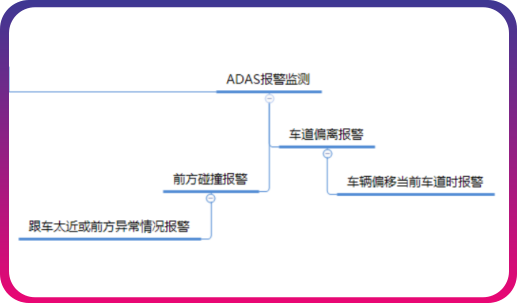 ADAS报警监测
车道偏离报警
前方碰撞报警
车辆偏移当前车道时报警
跟车太近或前方异常情况报警